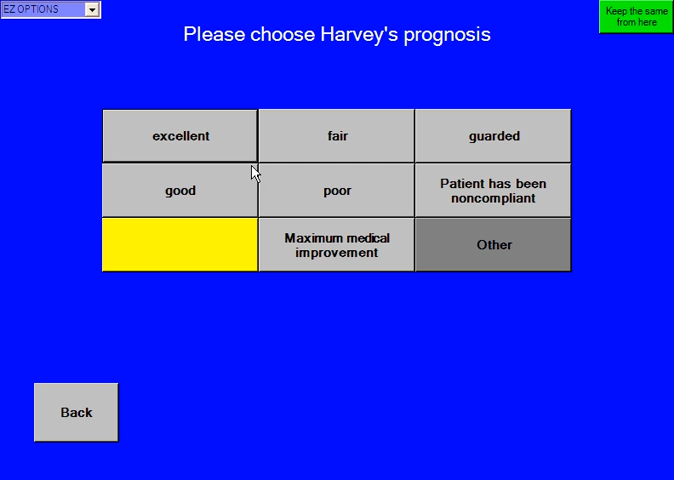 EZ OPTIONS
Keep the same
from here
Please choose Harvey's prognosis
excellent
fair
guarded
good
poor
Patient has been
noncompliant
Maximum medical
improvement
Other
Back